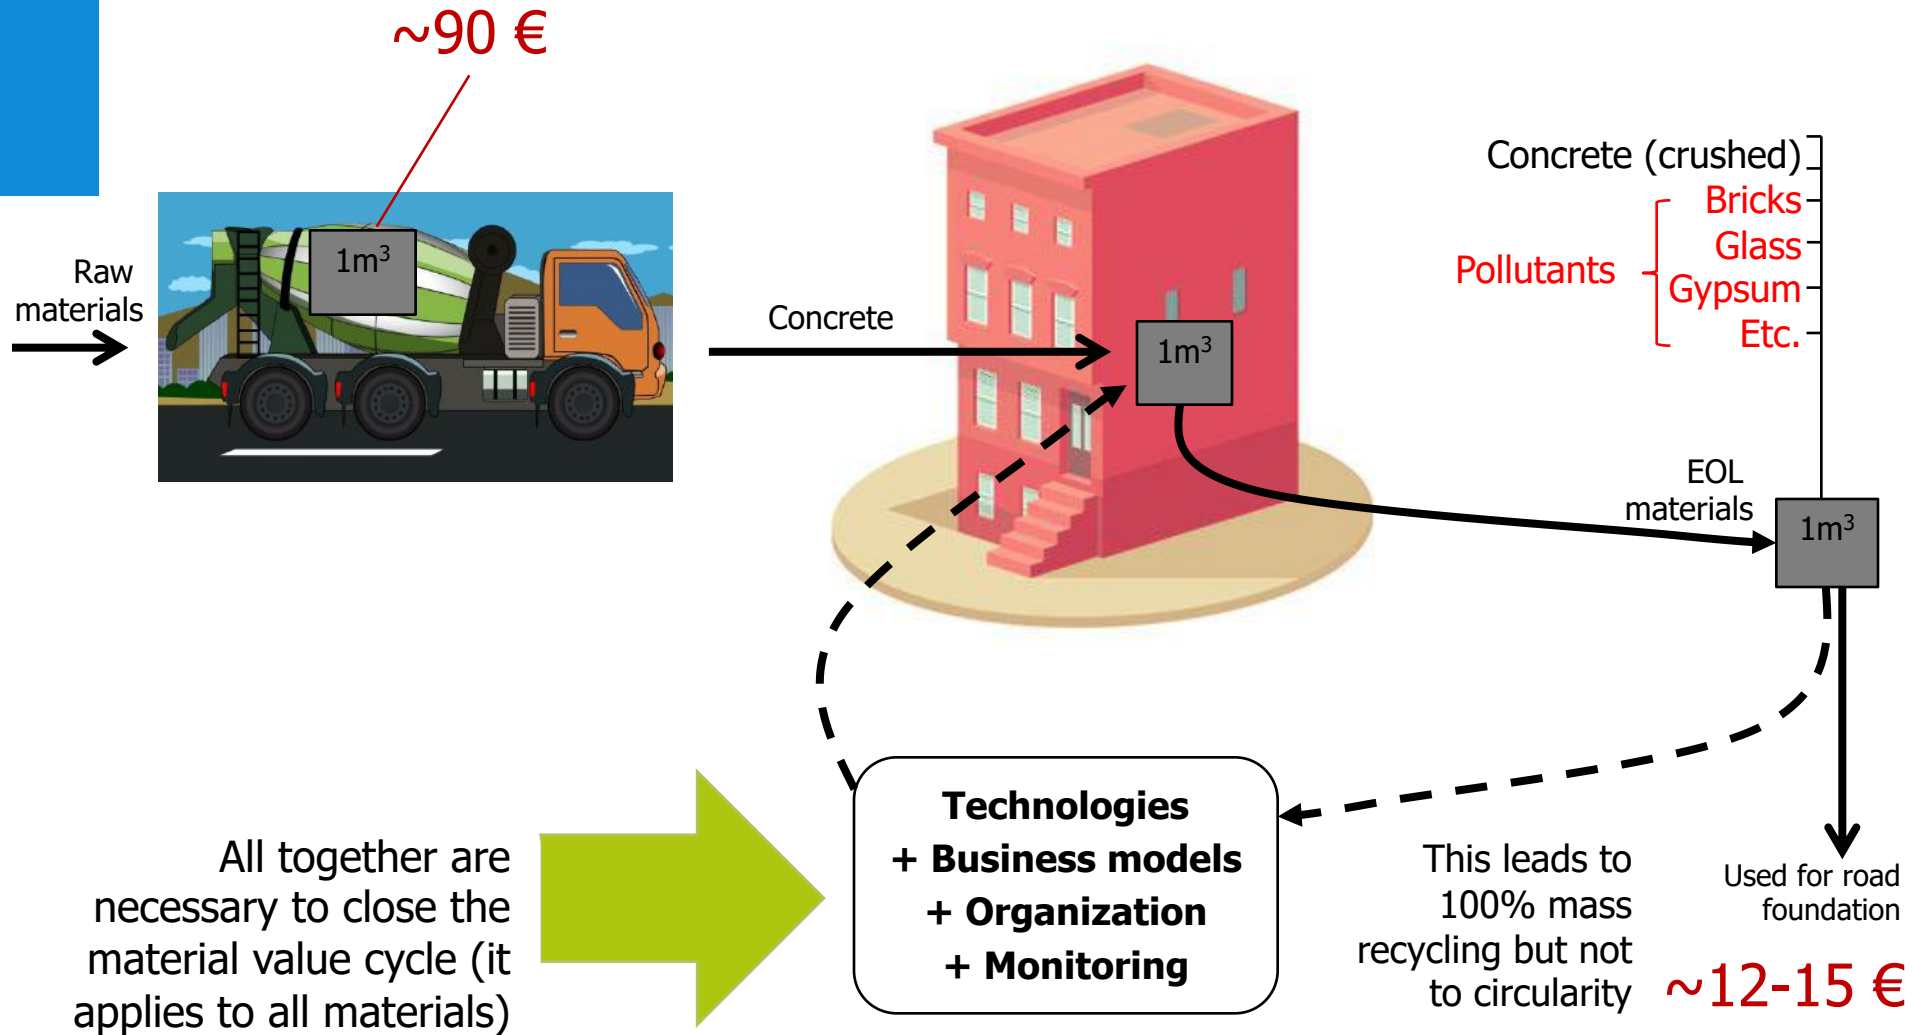 ~90 €
Raw
materials
1m³
Concrete
1m³
Concrete (crushed)
Bricks
Glass
Gypsum
Etc.
Pollutants
EOL
materials
1m³
All together are
necessary to close the
material value cycle (it
applies to all materials)
Technologies
+ Business models
+ Organization
+ Monitoring
This leads to
100% mass
recycling but not
to circularity
Used for road
foundation
~12-15 €